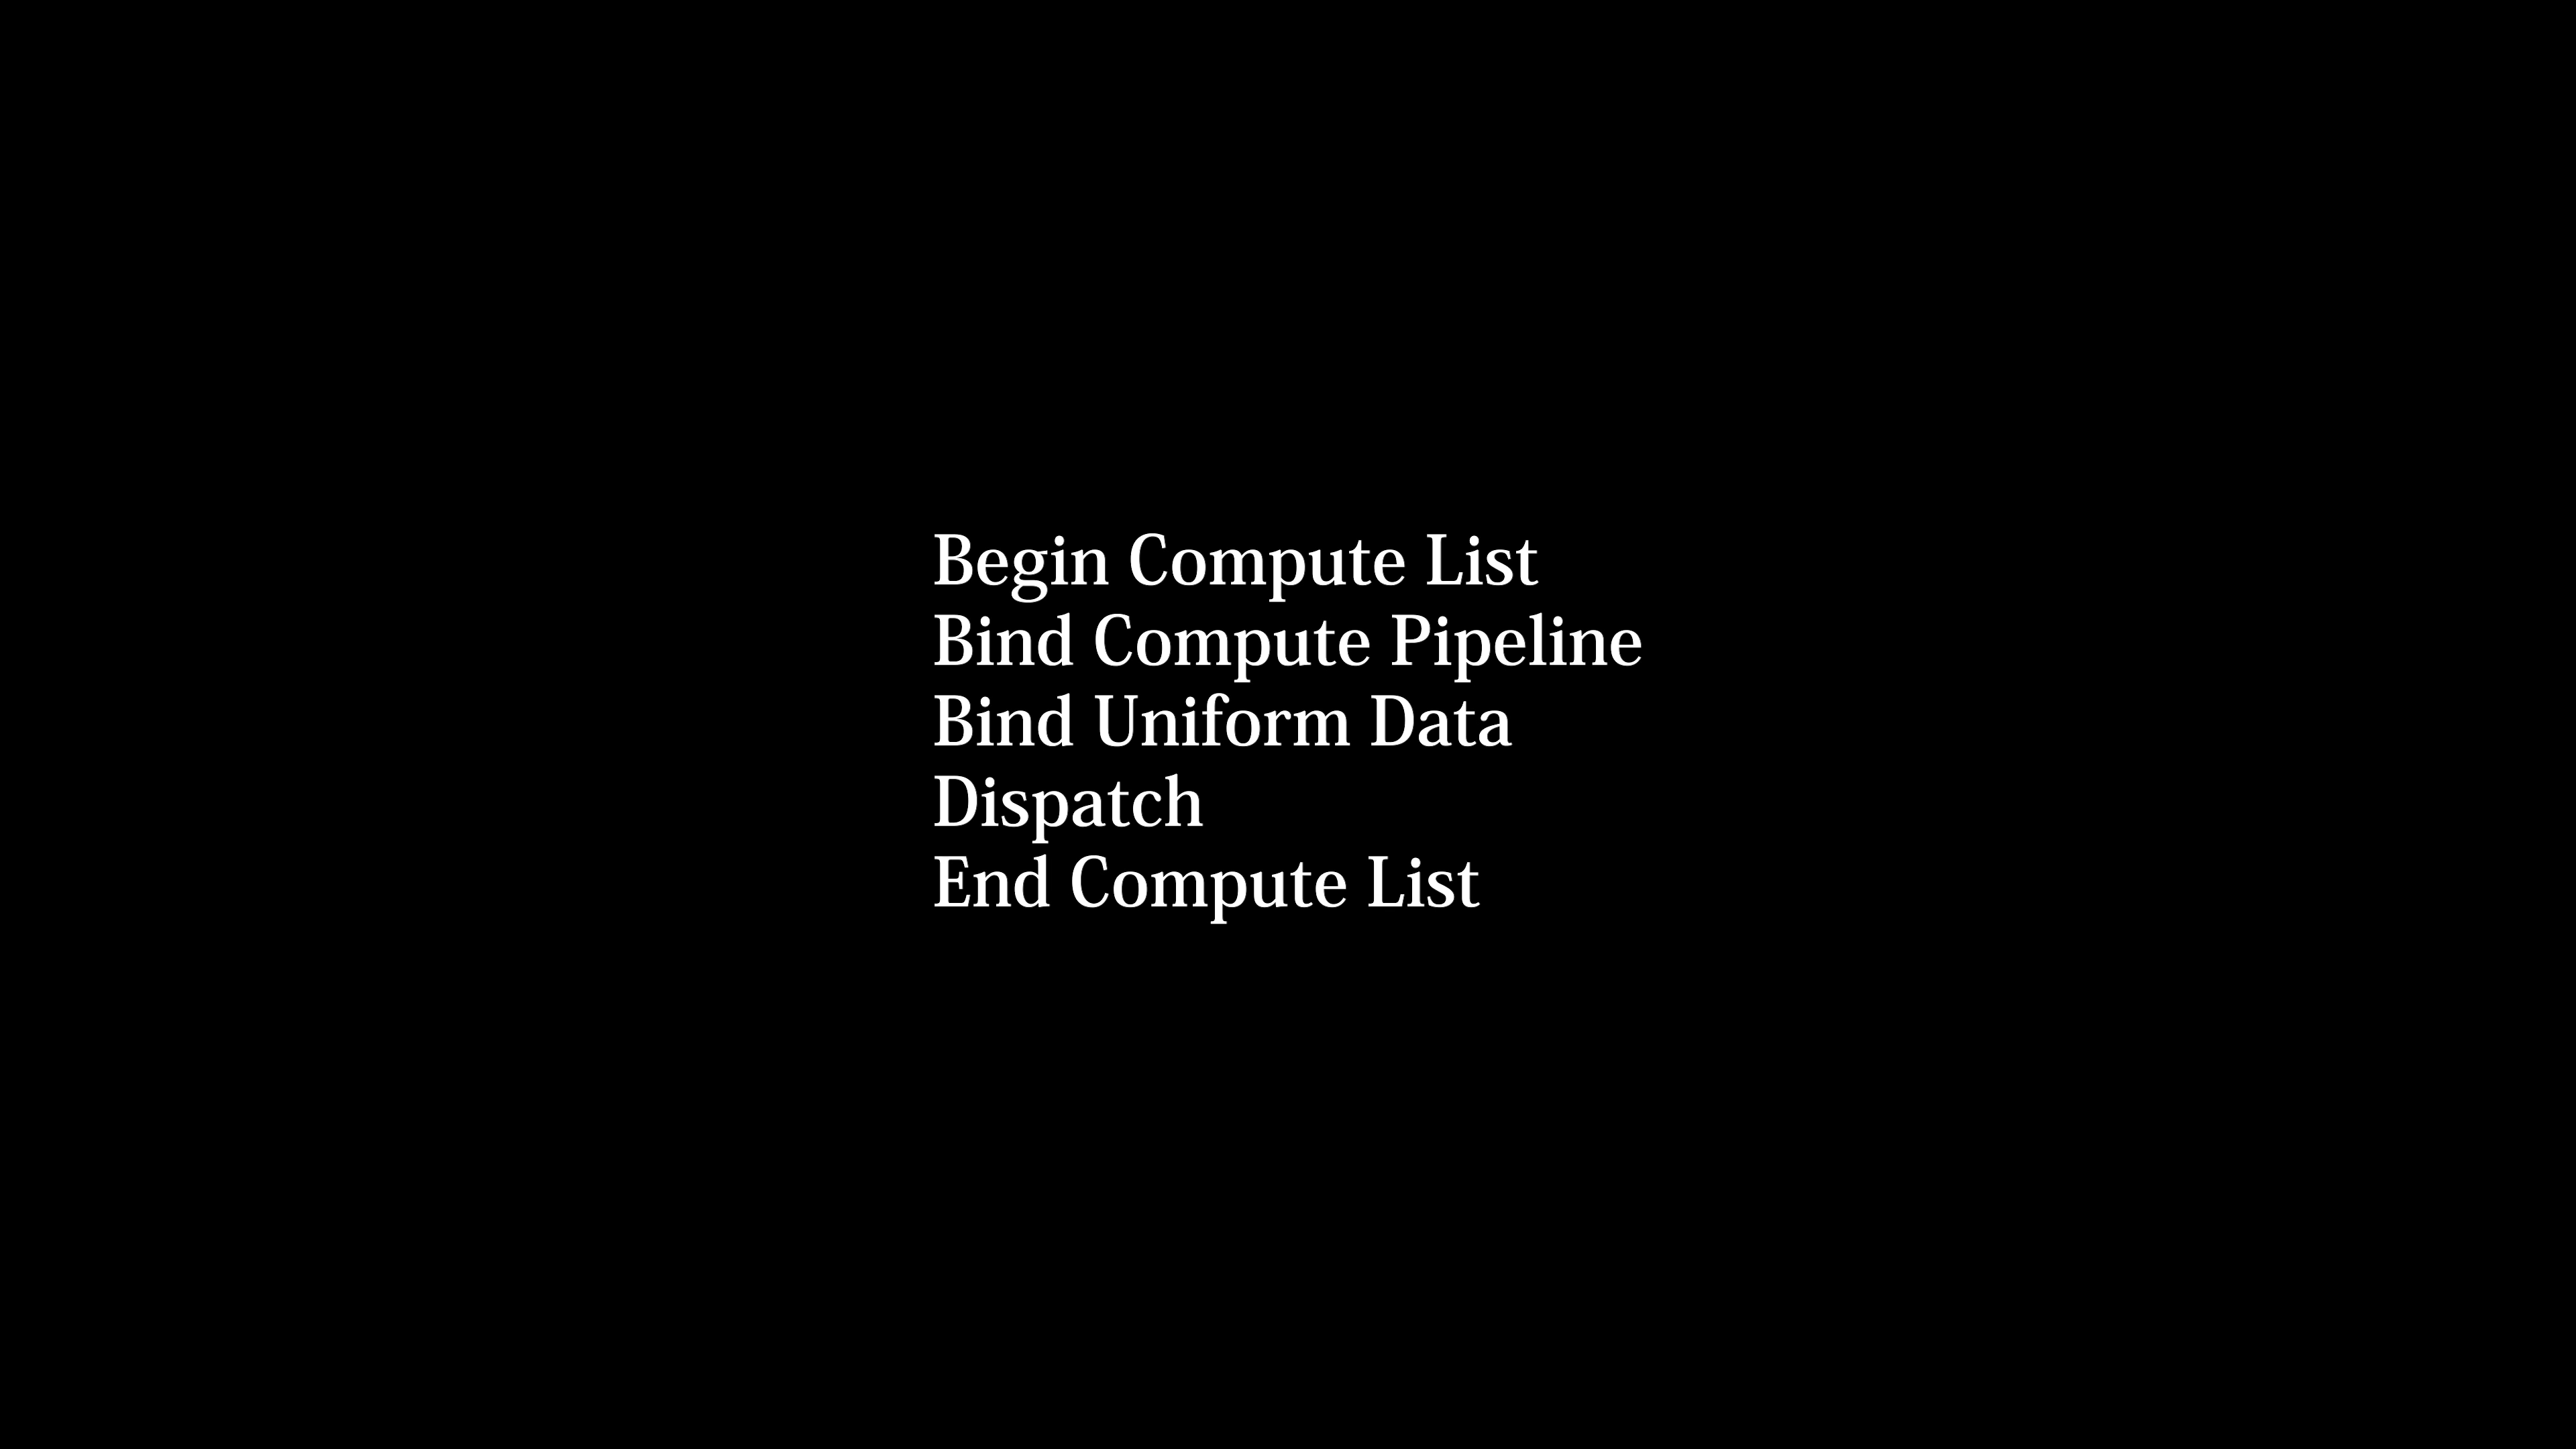 Begin Compute List
Bind Compute Pipeline
Bind Uniform Data
Dispatch
End Compute List